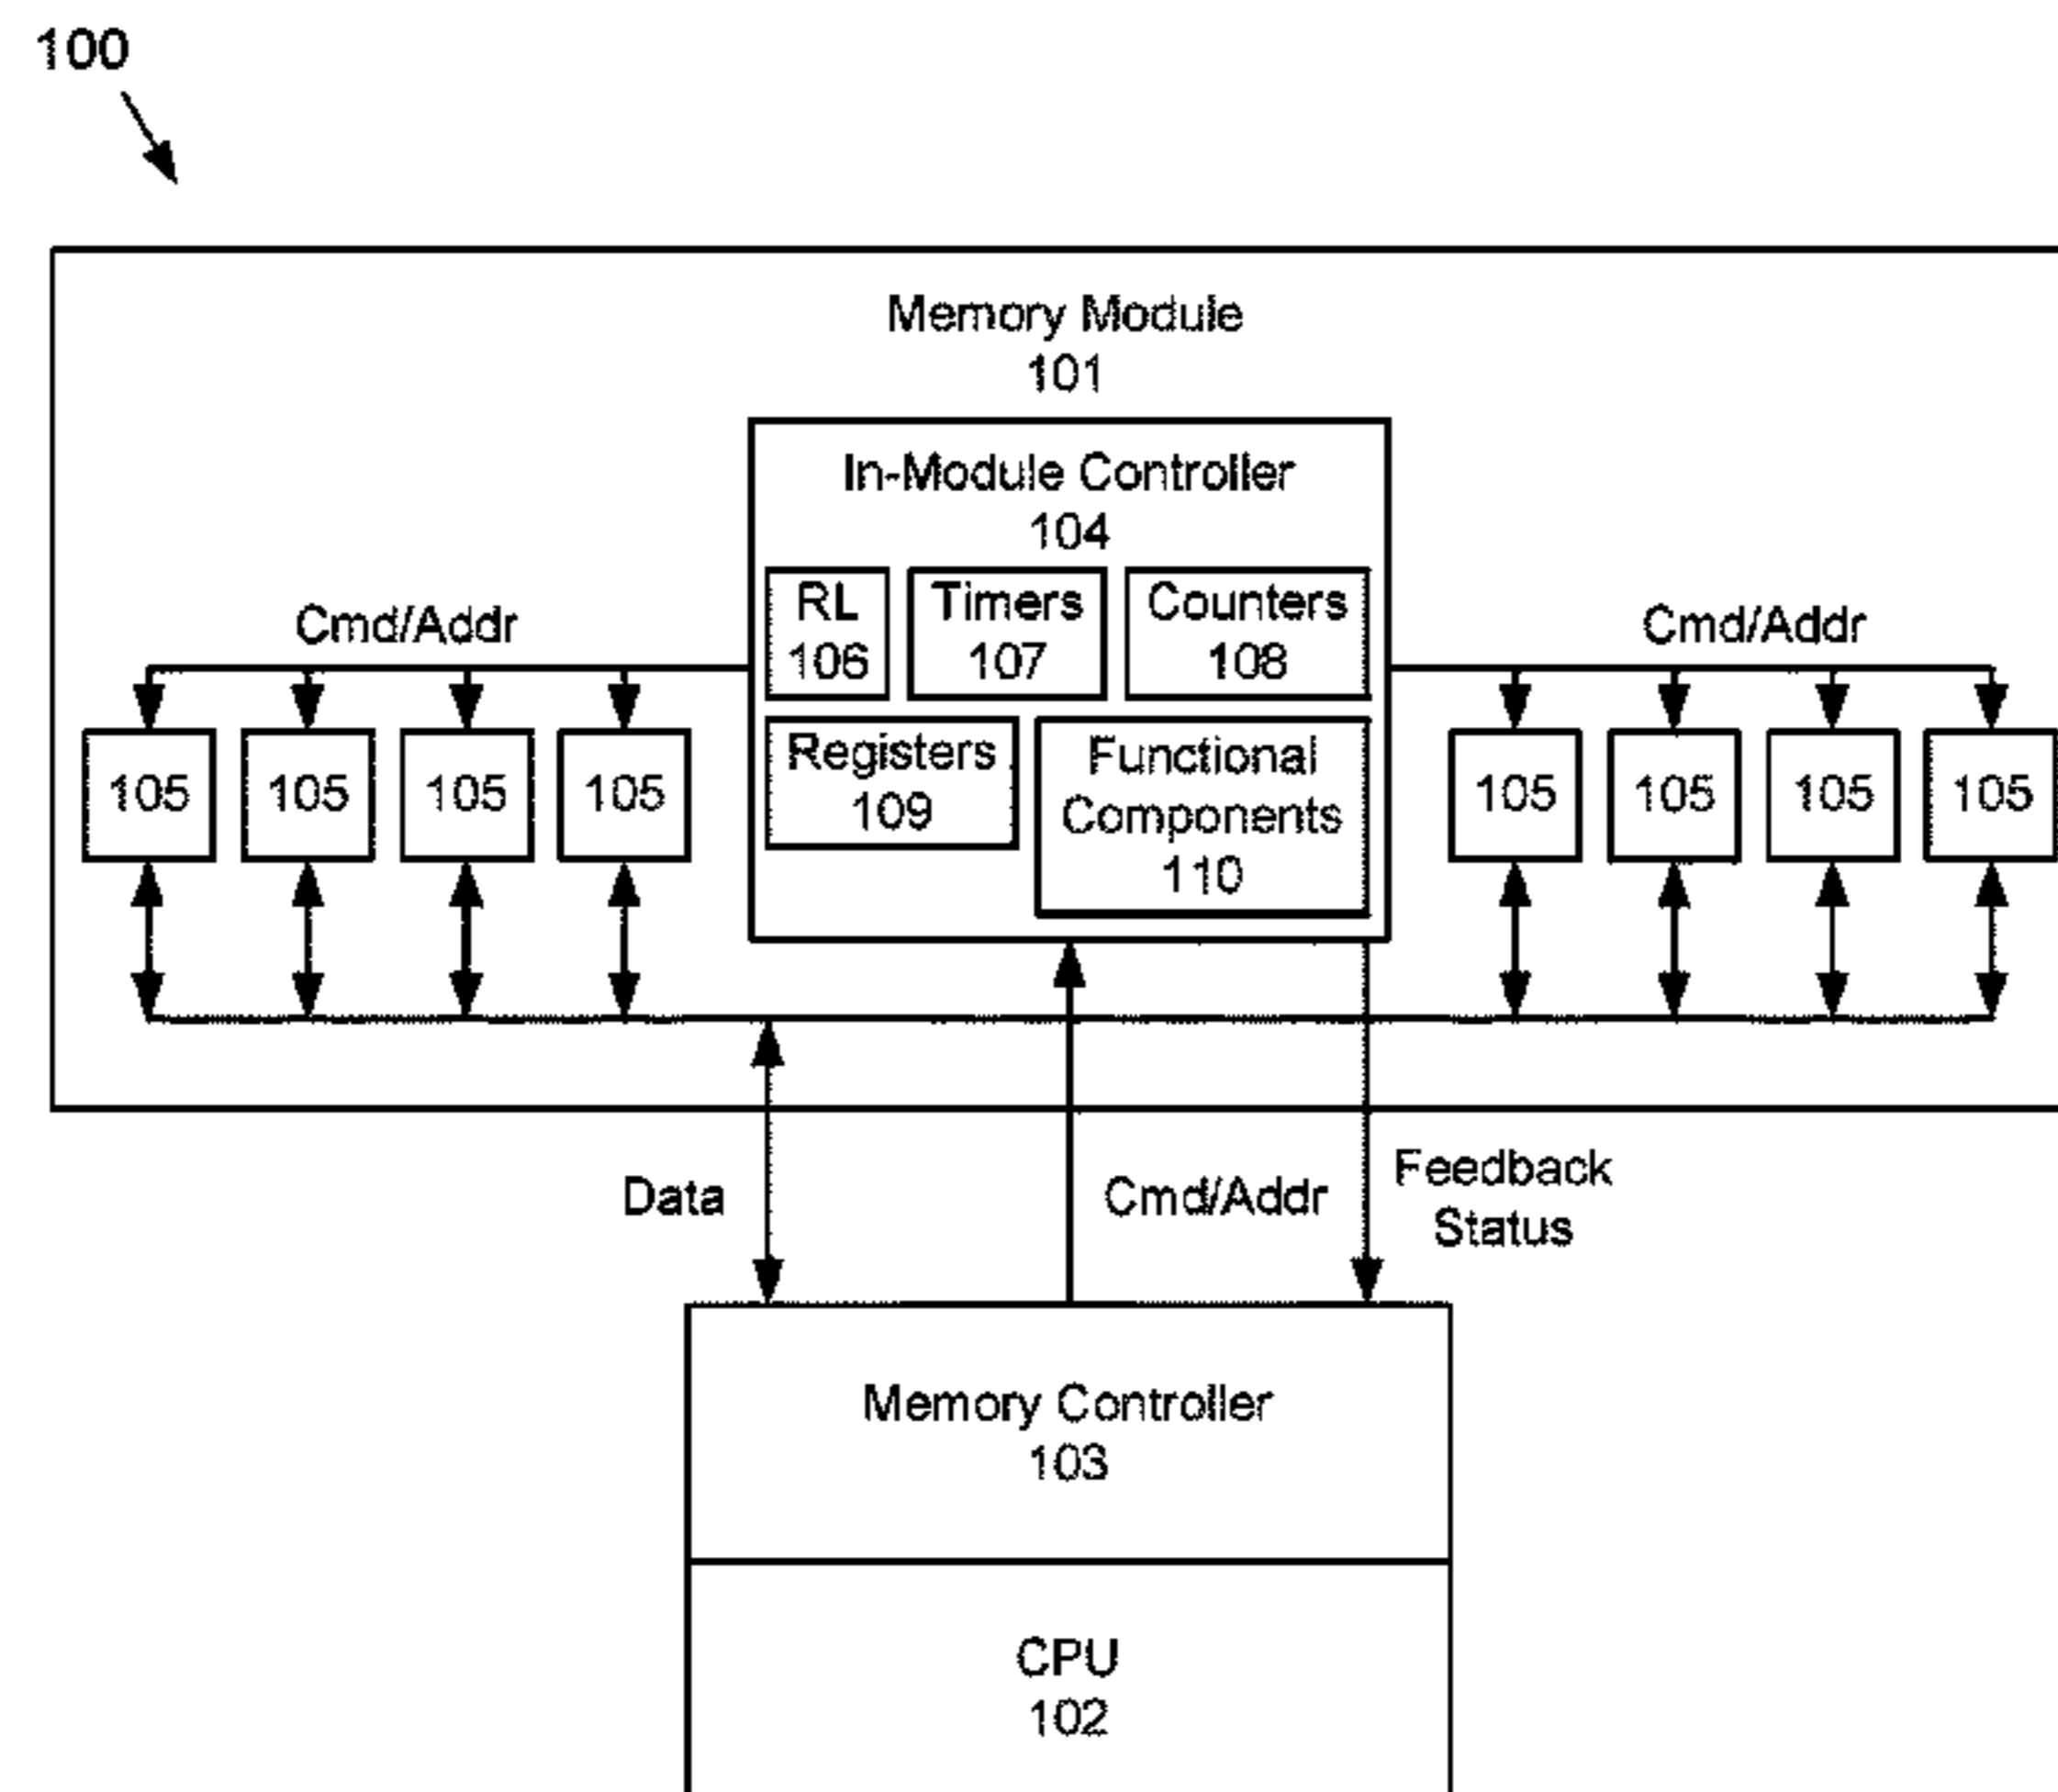 100
Memory Module
101
In-Module Controller
104
RL
106
Timers
107
Counters
108
Registers
109
Functional
Components
110
Cmd/Addr
Cmd/Addr
105
105
105
105
105
105
105
105
Data
Cmd/Addr
Feedback
Status
Memory Controller
103
CPU
102